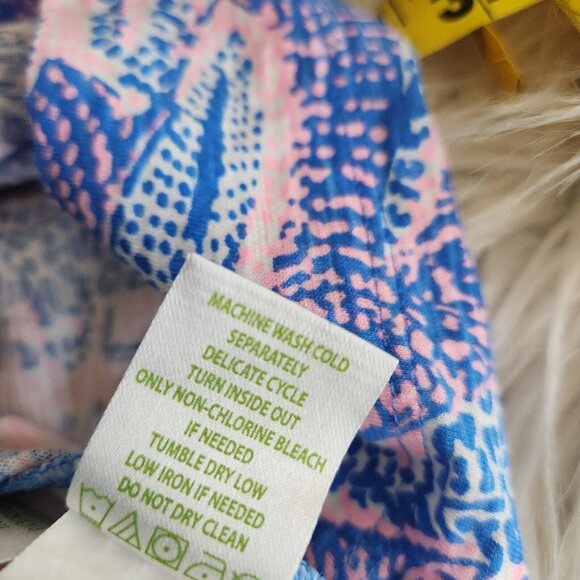 3
MACHINE WASH COLD
SEPARATELY
DELICATE CYCLE
TURN INSIDE OUT
ONLY NON-CHLORINE BLEACH
IF NEEDED
TUMBLE DRY LOW
LOW IRON IF NEEDED
DO NOT DRY CLEAN